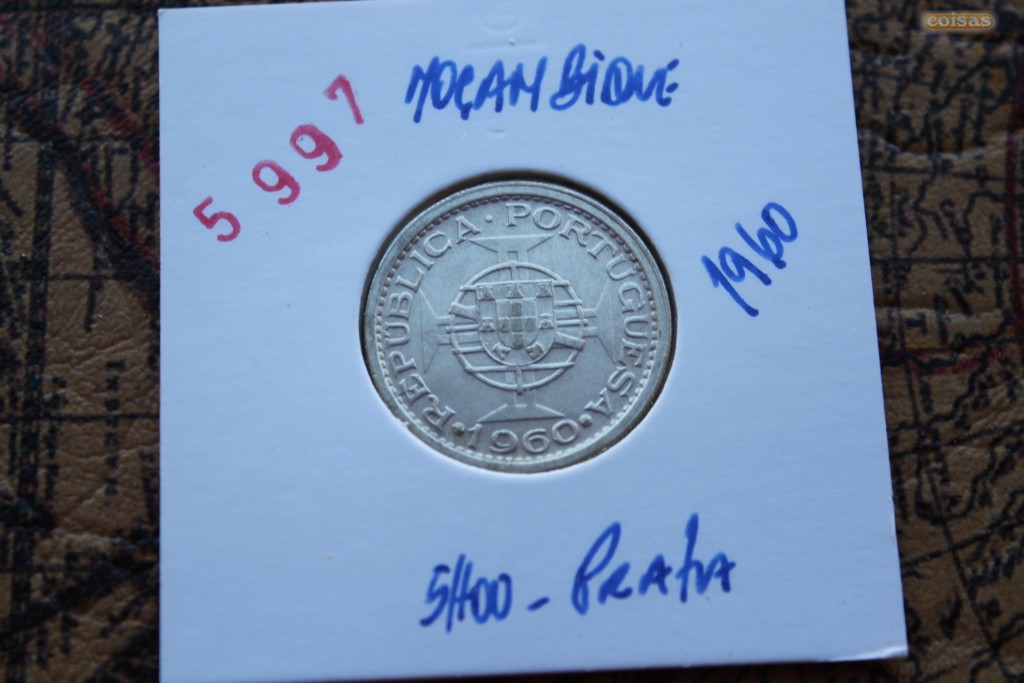 coisas
MOÇAMBIQUE
5997
REPUBLICA · PORTUGUESA
1960
1960
5$00 - PRATA